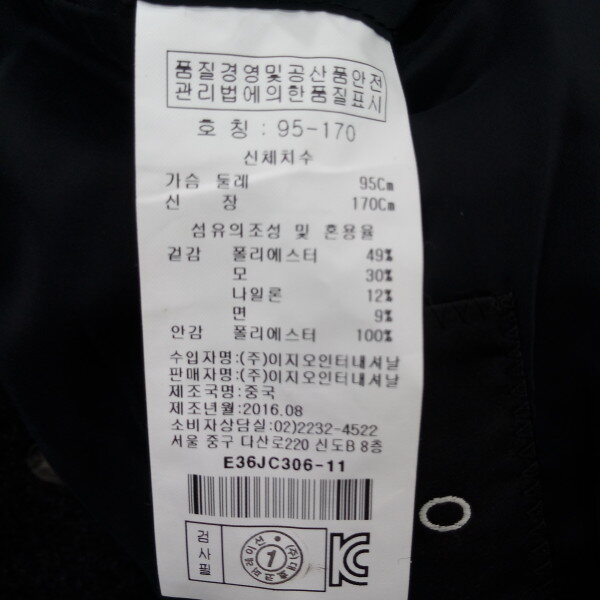 품질경영및공산품안전
관리법에의한품질표시
호 칭 : 95-170
신체치수
가슴 둘레 95Cm
신 장 170Cm
섬유의조성 및 혼용율
겉감 폴리에스터 49%
모 30%
나일론 12%
면 9%
안감 폴리에스터 100%
수입자명:(주)이지오인터내셔날
판매자명:(주)이지오인터내셔날
제조국명:중국
제조년월:2016.08
소비자상담실:02)2232-4522
서울 중구 다산로220 신도B 8층
E36JC306-11
검사필
1